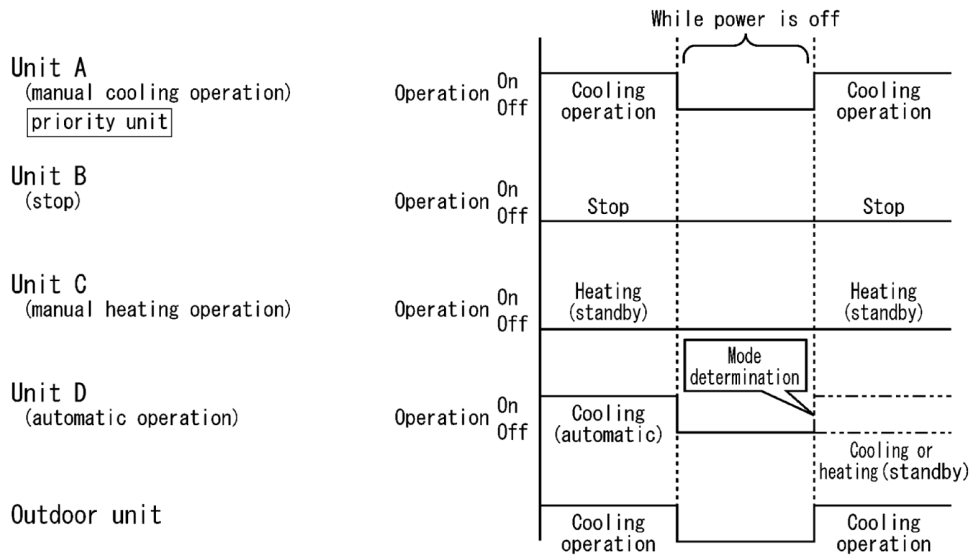 While power is off
Unit A
(manual cooling operation)
priority unit
Operation On
Off
Cooling
operation
Cooling
operation
Unit B
(stop)
Operation On
Off
Stop
Stop
Unit C
(manual heating operation)
Operation On
Off
Heating
(standby)
Heating
(standby)
Mode
determination
Unit D
(automatic operation)
Operation On
Off
Cooling
(automatic)
Cooling or
heating(standby)
Outdoor unit
Cooling
operation
Cooling
operation